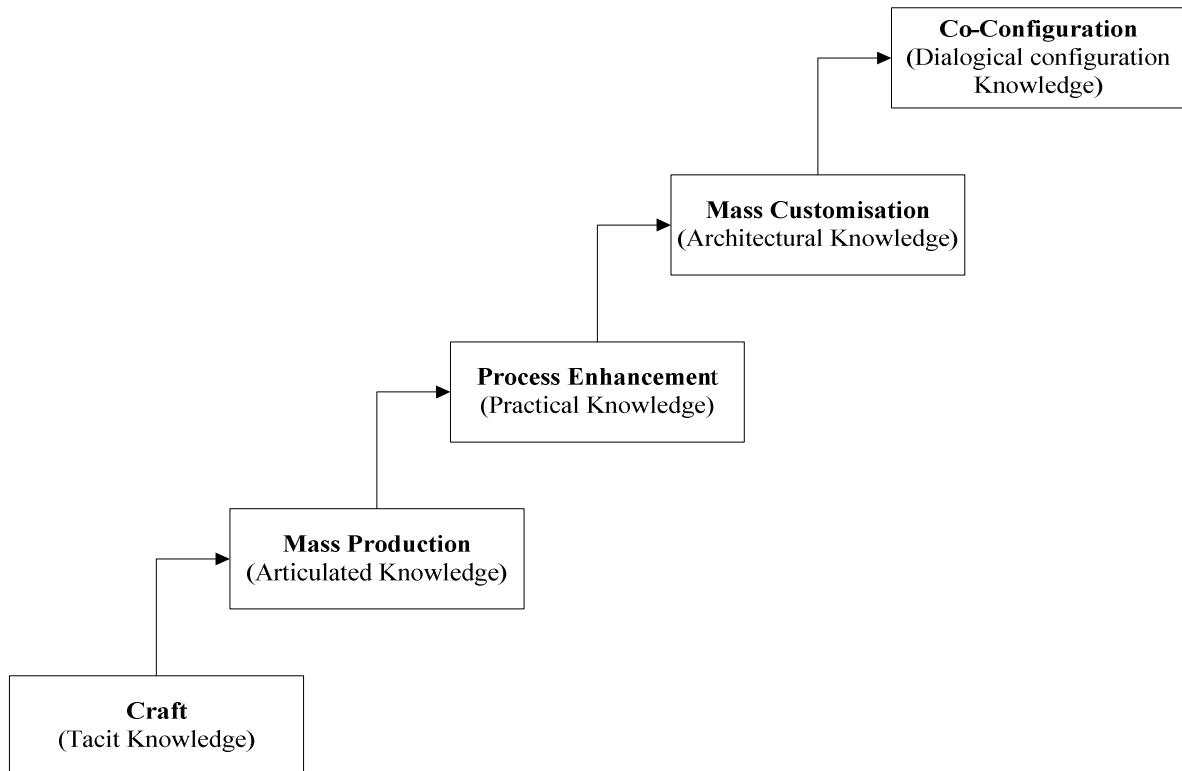 Co-Configuration
(Dialogical configuration
Knowledge)
Mass Customisation
(Architectural Knowledge)
Process Enhancement
(Practical Knowledge)
Mass Production
(Articulated Knowledge)
Craft
(Tacit Knowledge)